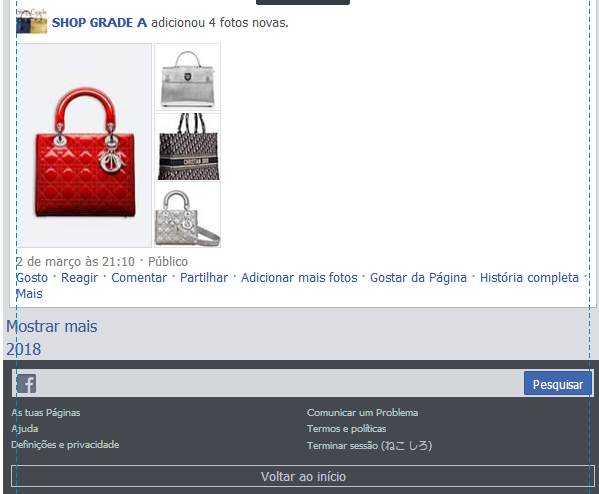 SHOP GRADE A adicionou 4 fotos novas.
CHRISTIAN DIOR
2 de março às 21:10 · Público
Gosto · Reagir · Comentar · Partilhar · Adicionar mais fotos · Gostar da Página · História completa ·
Mais
Mostrar mais
2018
Pesquisar
As tuas Páginas
Comunicar um Problema
Ajuda
Termos e políticas
Definições e privacidade
Terminar sessão (ねこ しろ)
Voltar ao início